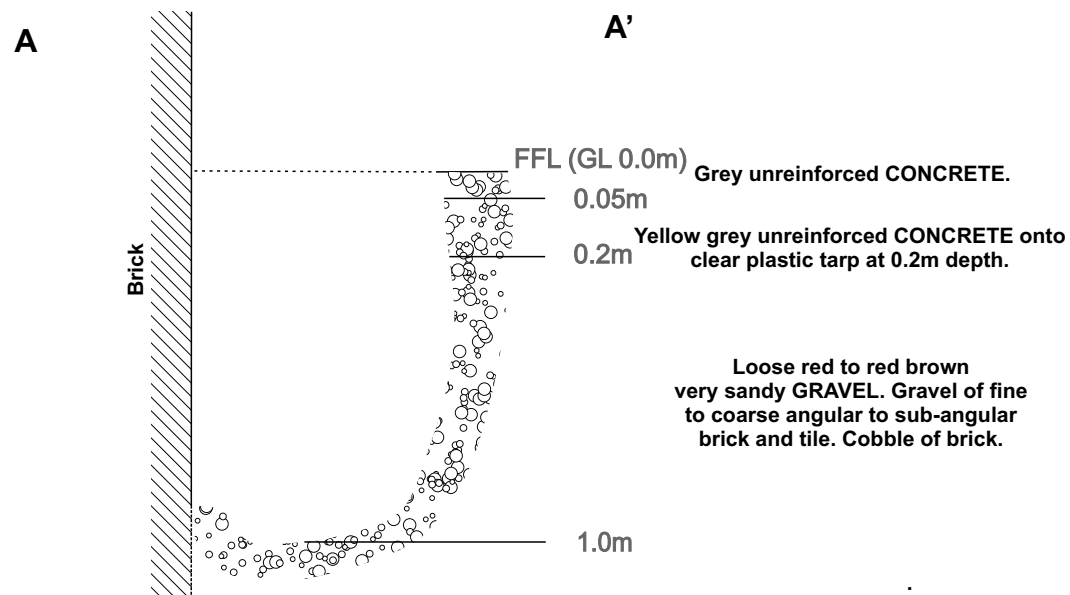 A
A’
FFL (GL 0.0m)
Grey unreinforced CONCRETE.
0.05m
Yellow grey unreinforced CONCRETE onto
clear plastic tarp at 0.2m depth.
0.2m
Brick
Loose red to red brown
very sandy GRAVEL. Gravel of fine
to coarse angular to sub-angular
brick and tile. Cobble of brick.
1.0m
.